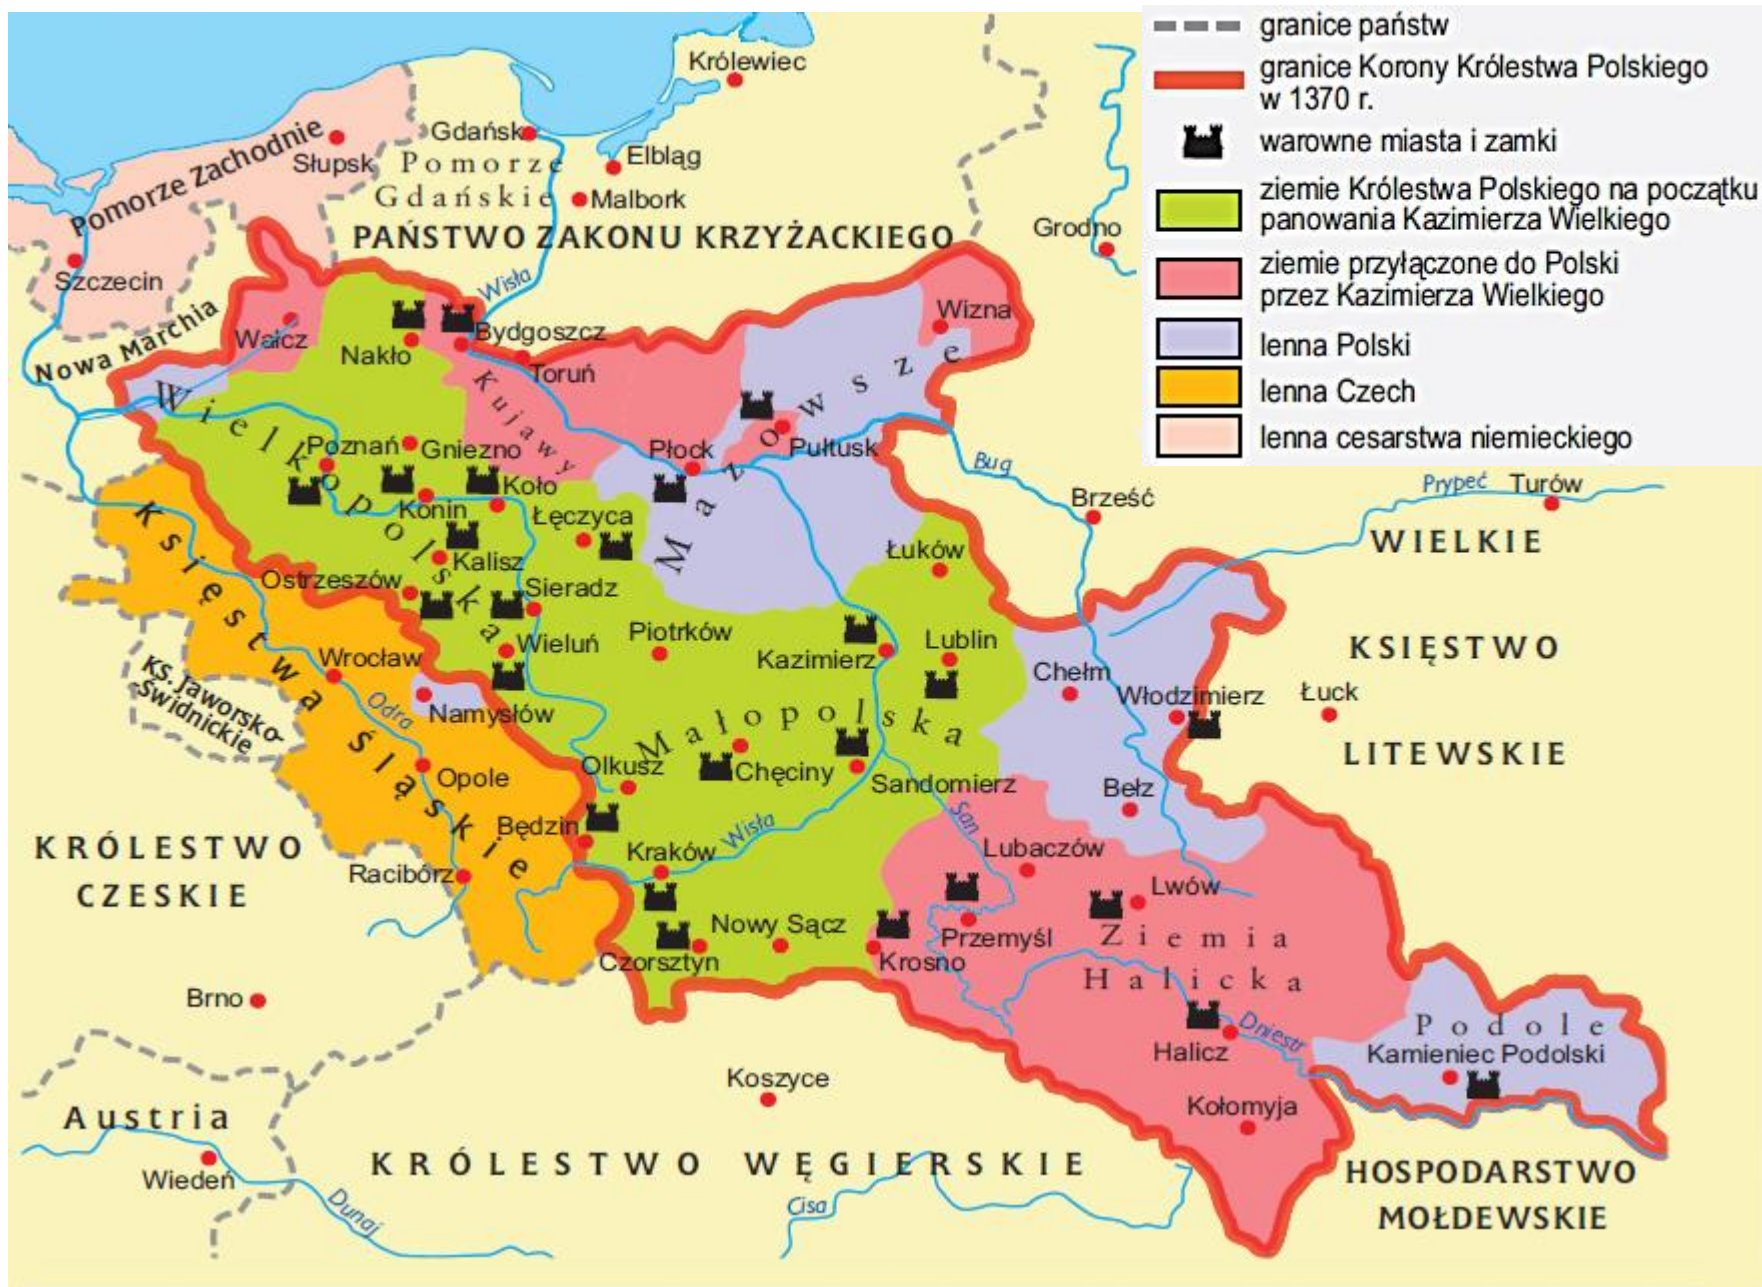 granice państw
granice Korony Królestwa Polskiego
w 1370 r.
warowne miasta i zamki
ziemie Królestwa Polskiego na początku
panowania Kazimierza Wielkiego
ziemie przyłączone do Polski
przez Kazimierza Wielkiego
lenna Polski
lenna Czech
lenna cesarstwa niemieckiego
Królewiec
Gdańsk
Elbląg
Słupsk
Pomorze
Gdańskie
Malbork
Pomorze Zachodnie
PAŃSTWO ZAKONU KRZYŻACKIEGO
Grodno
Szczecin
Wisła
Nowa Marchia
Wałcz
Nakło
Bydgoszcz
Toruń
Wizna
Kujawy
Wielkopolska
Mazowsze
Poznań
Gniezno
Płock
Pułtusk
Bug
Konin
Koło
Łęczyca
Brześć
Prypeć
Turów
WIELKIE
Kalisz
Łuków
Ostrzeszów
Sieradz
Księstwa Śląskie
Wieluń
Piotrków
Kazimierz
Lublin
KSIĘSTWO
Wrocław
Chełm
KS. Jaworsko-
-Świdnickie
Odra
Namysłów
Włodzimierz
Łuck
Małopolska
LITEWSKIE
Opole
Olkusz
Chęciny
Sandomierz
Bełz
Będzin
Wisła
San
KRÓLESTWO
CZESKIE
Kraków
Lubaczów
Racibórz
Lwów
Nowy Sącz
Przemyśl
Ziemia
Halicka
Czorsztyn
Krosno
Brno
Dniestr
Podole
Halicz
Kamieniec Podolski
Koszyce
Kołomyja
Austria
Wiedeń
KRÓLESTWO WĘGIERSKIE
HOSPODARSTWO
MOŁDEWSKIE
Dunaj
Cisa